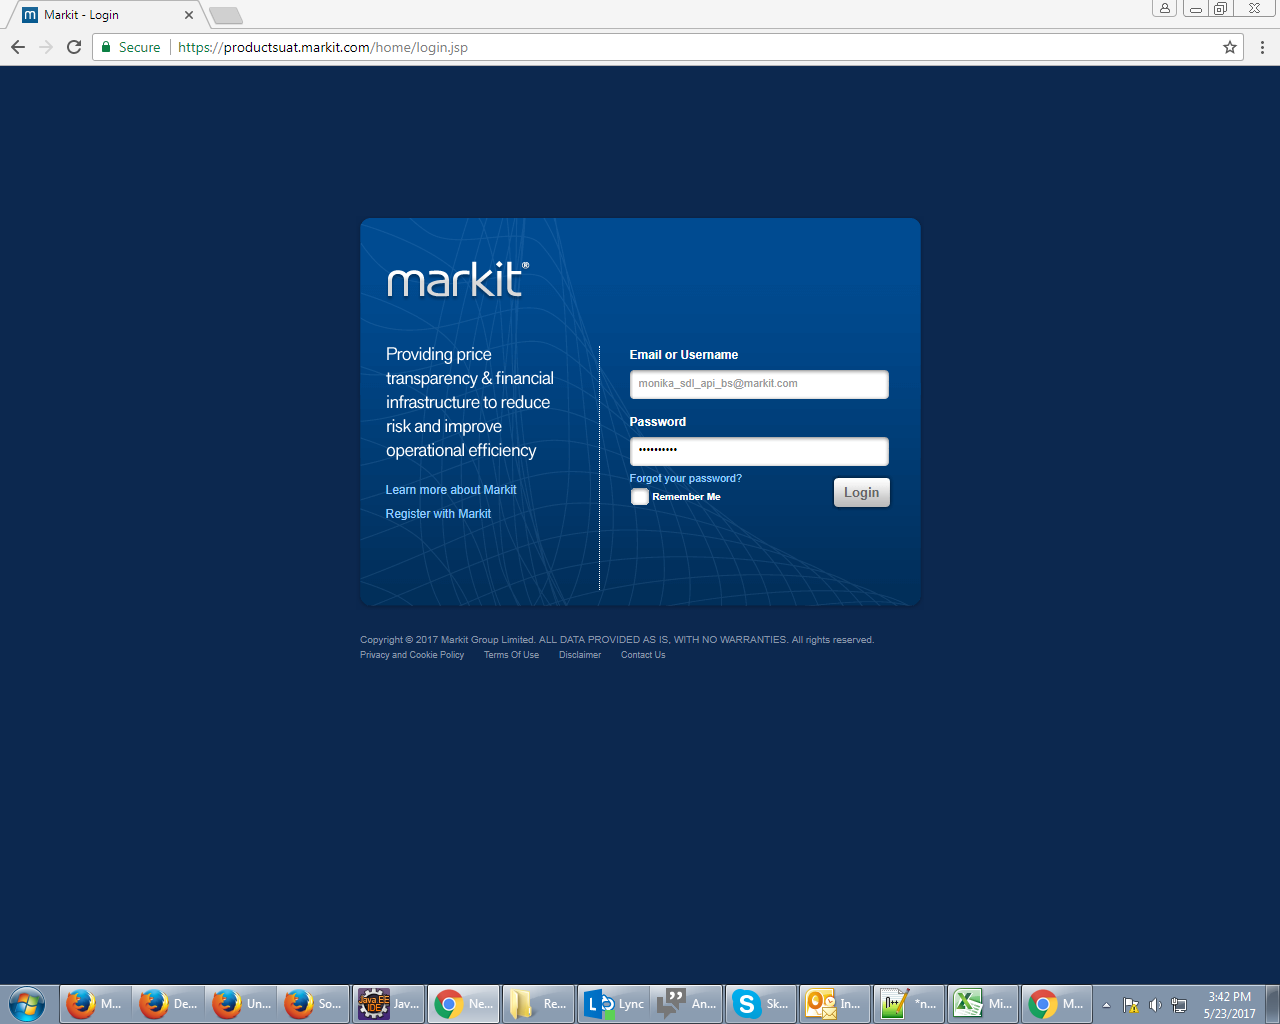 Markit - Login
Secure
https://productsuat.markit.com/home/login.jsp
markit®
Providing price
transparency & financial
infrastructure to reduce
risk and improve
operational efficiency
Learn more about Markit
Register with Markit
Email or Username
monika_sdl_api_bs@markit.com
Password
••••••••••
Forgot your password?
Remember Me
Login
Copyright © 2017 Markit Group Limited. ALL DATA PROVIDED AS IS, WITH NO WARRANTIES. All rights reserved.
Privacy and Cookie Policy Terms Of Use Disclaimer Contact Us
M... De... Un... So... Jav... Ne... Re... Lync An... Sk... In... *n... Mi... M...
3:42 PM
5/23/2017